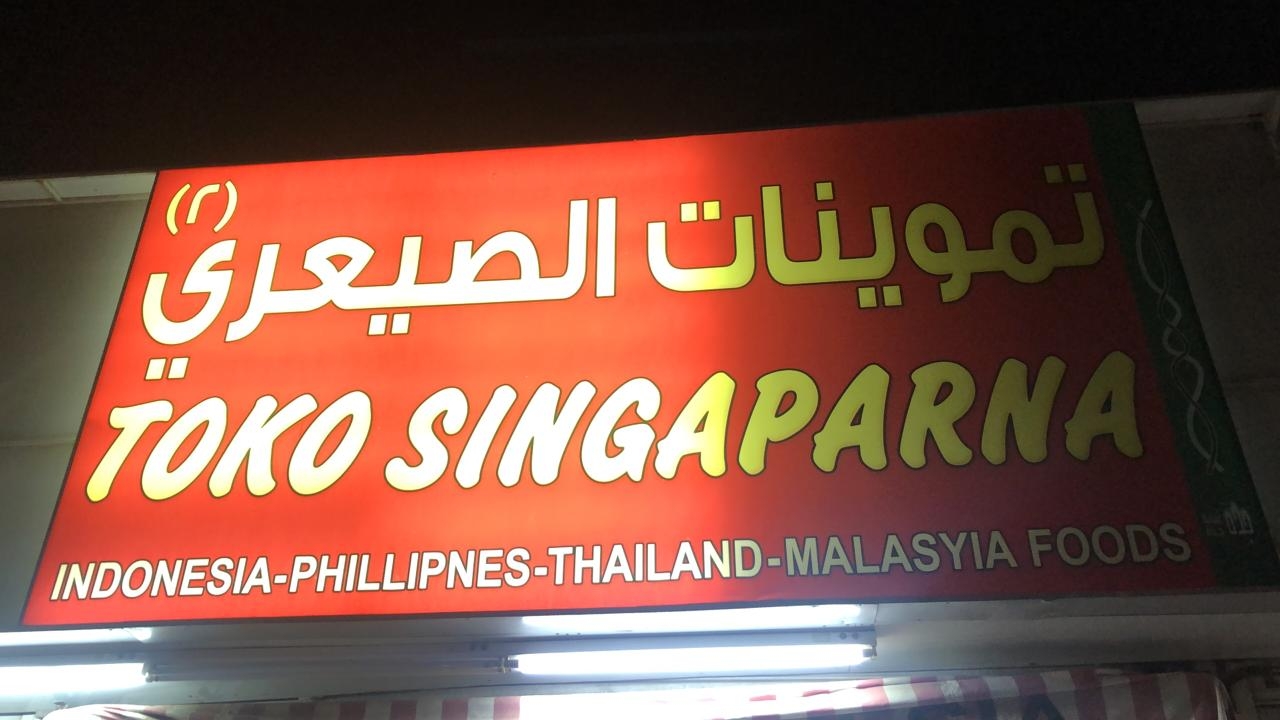 تموينات الصيعري (٢)
TOKO SINGAPARNA
INDONESIA-PHILLIPNES-THAILAND-MALASYIA FOODS